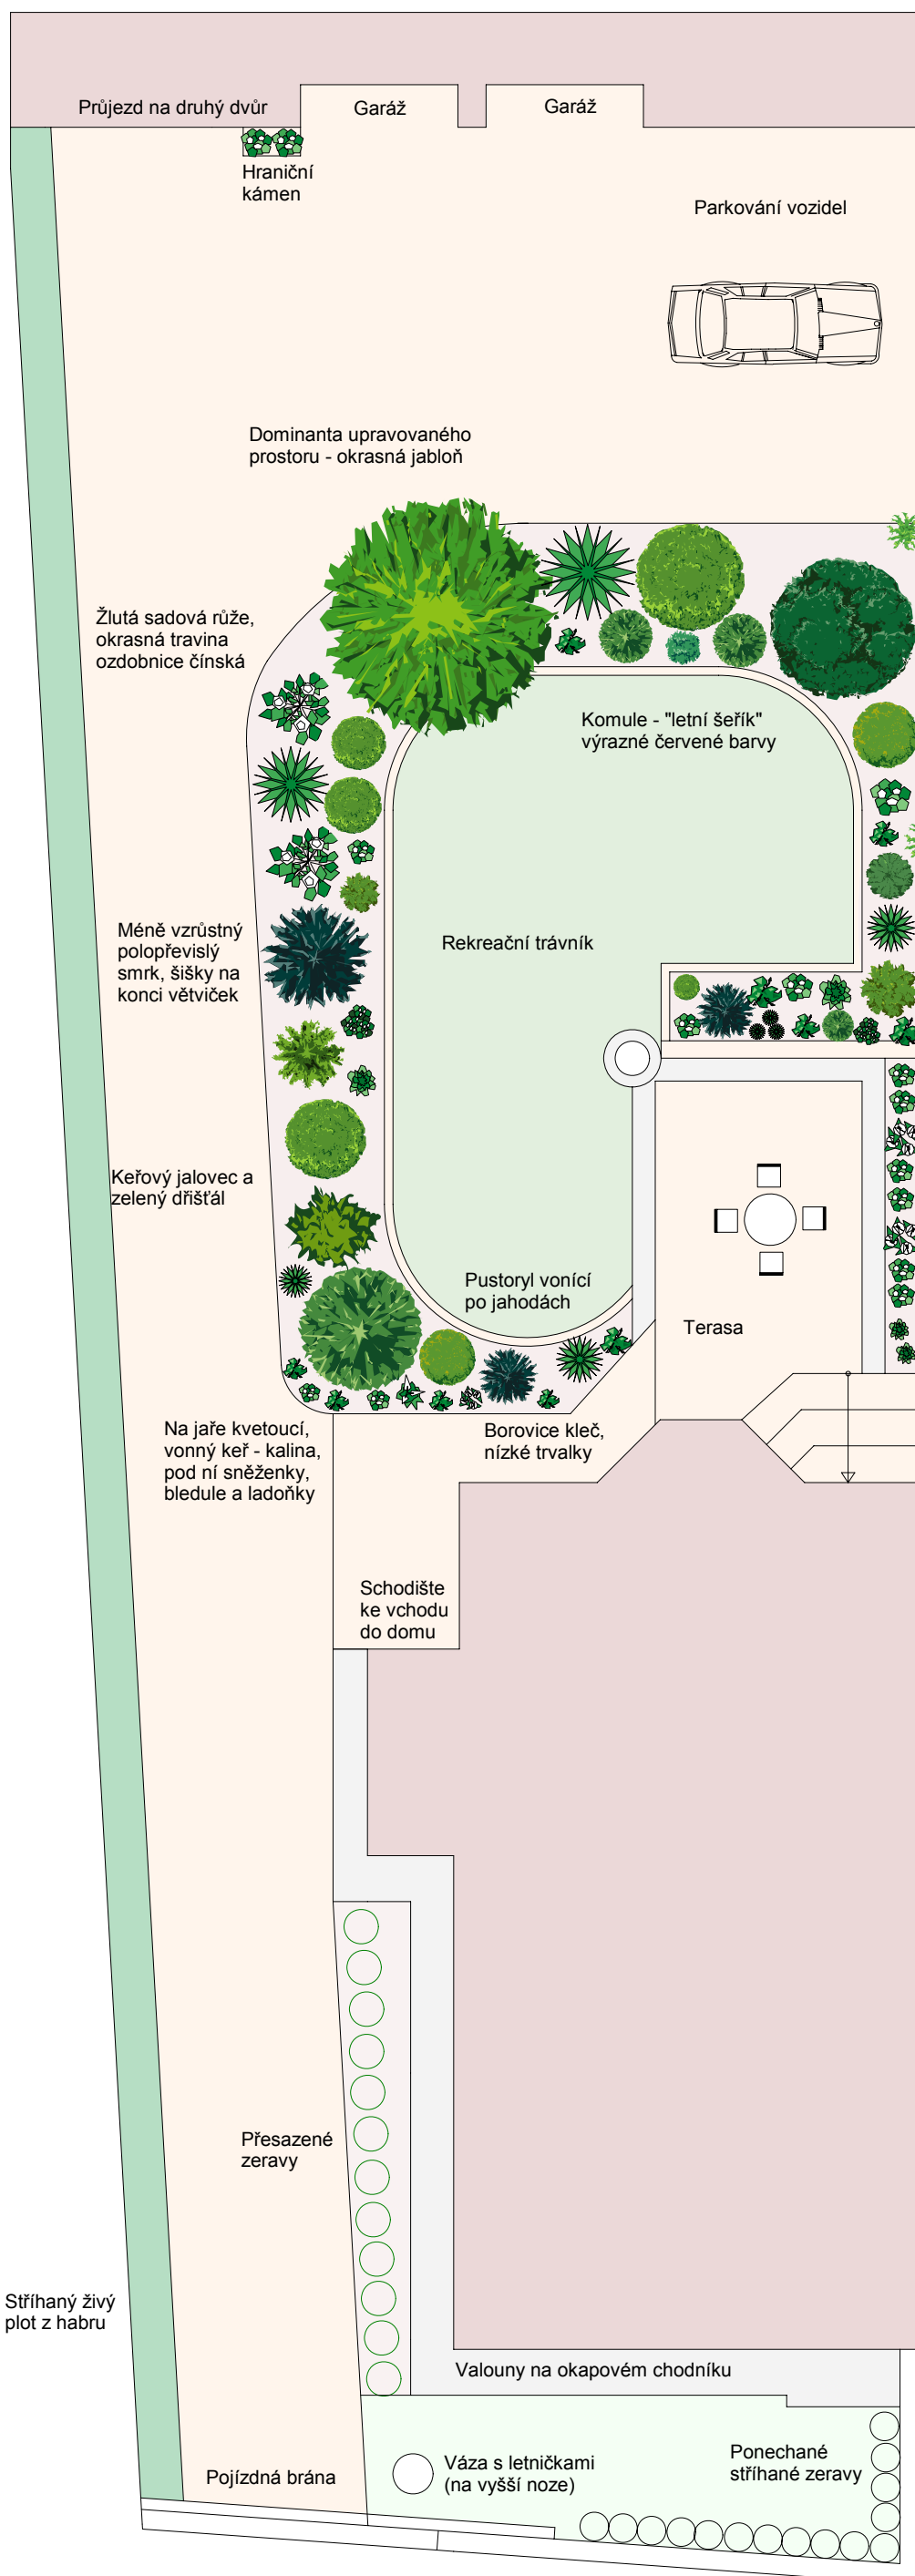 Průjezd na druhý dvůr
Garáž
Garáž
Hraniční
kámen
Parkování vozidel
Dominanta upravovaného
prostoru - okrasná jabloň
Žlutá sadová růže,
okrasná travina
ozdobnice čínská
Komule - "letní šeřík"
výrazné červené barvy
Méně vzrůstný
polopřevislý
smrk, šišky na
konci větviček
Rekreační trávník
Keřový jalovec a
zelený dřišťál
Pustoryl vonící
po jahodách
Terasa
Na jaře kvetoucí,
vonný keř - kalina,
pod ní sněženky,
bledule a ladoňky
Borovice kleč,
nízké trvalky
Schodište
ke vchodu
do domu
Přesazené
zeravy
Stříhaný živý
plot z habru
Valouny na okapovém chodníku
Pojízdná brána
Váza s letničkami
(na vyšší noze)
Ponechané
stříhané zeravy